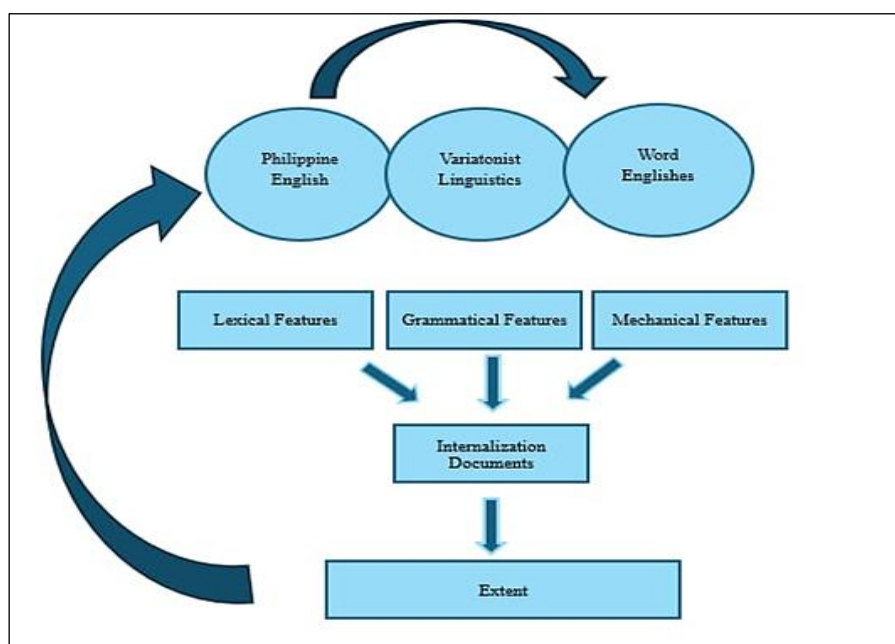 Philippine
English
Variatonist
Linguistics
Word
Englishes
Lexical Features
Grammatical Features
Mechanical Features
Internalization
Documents
Extent